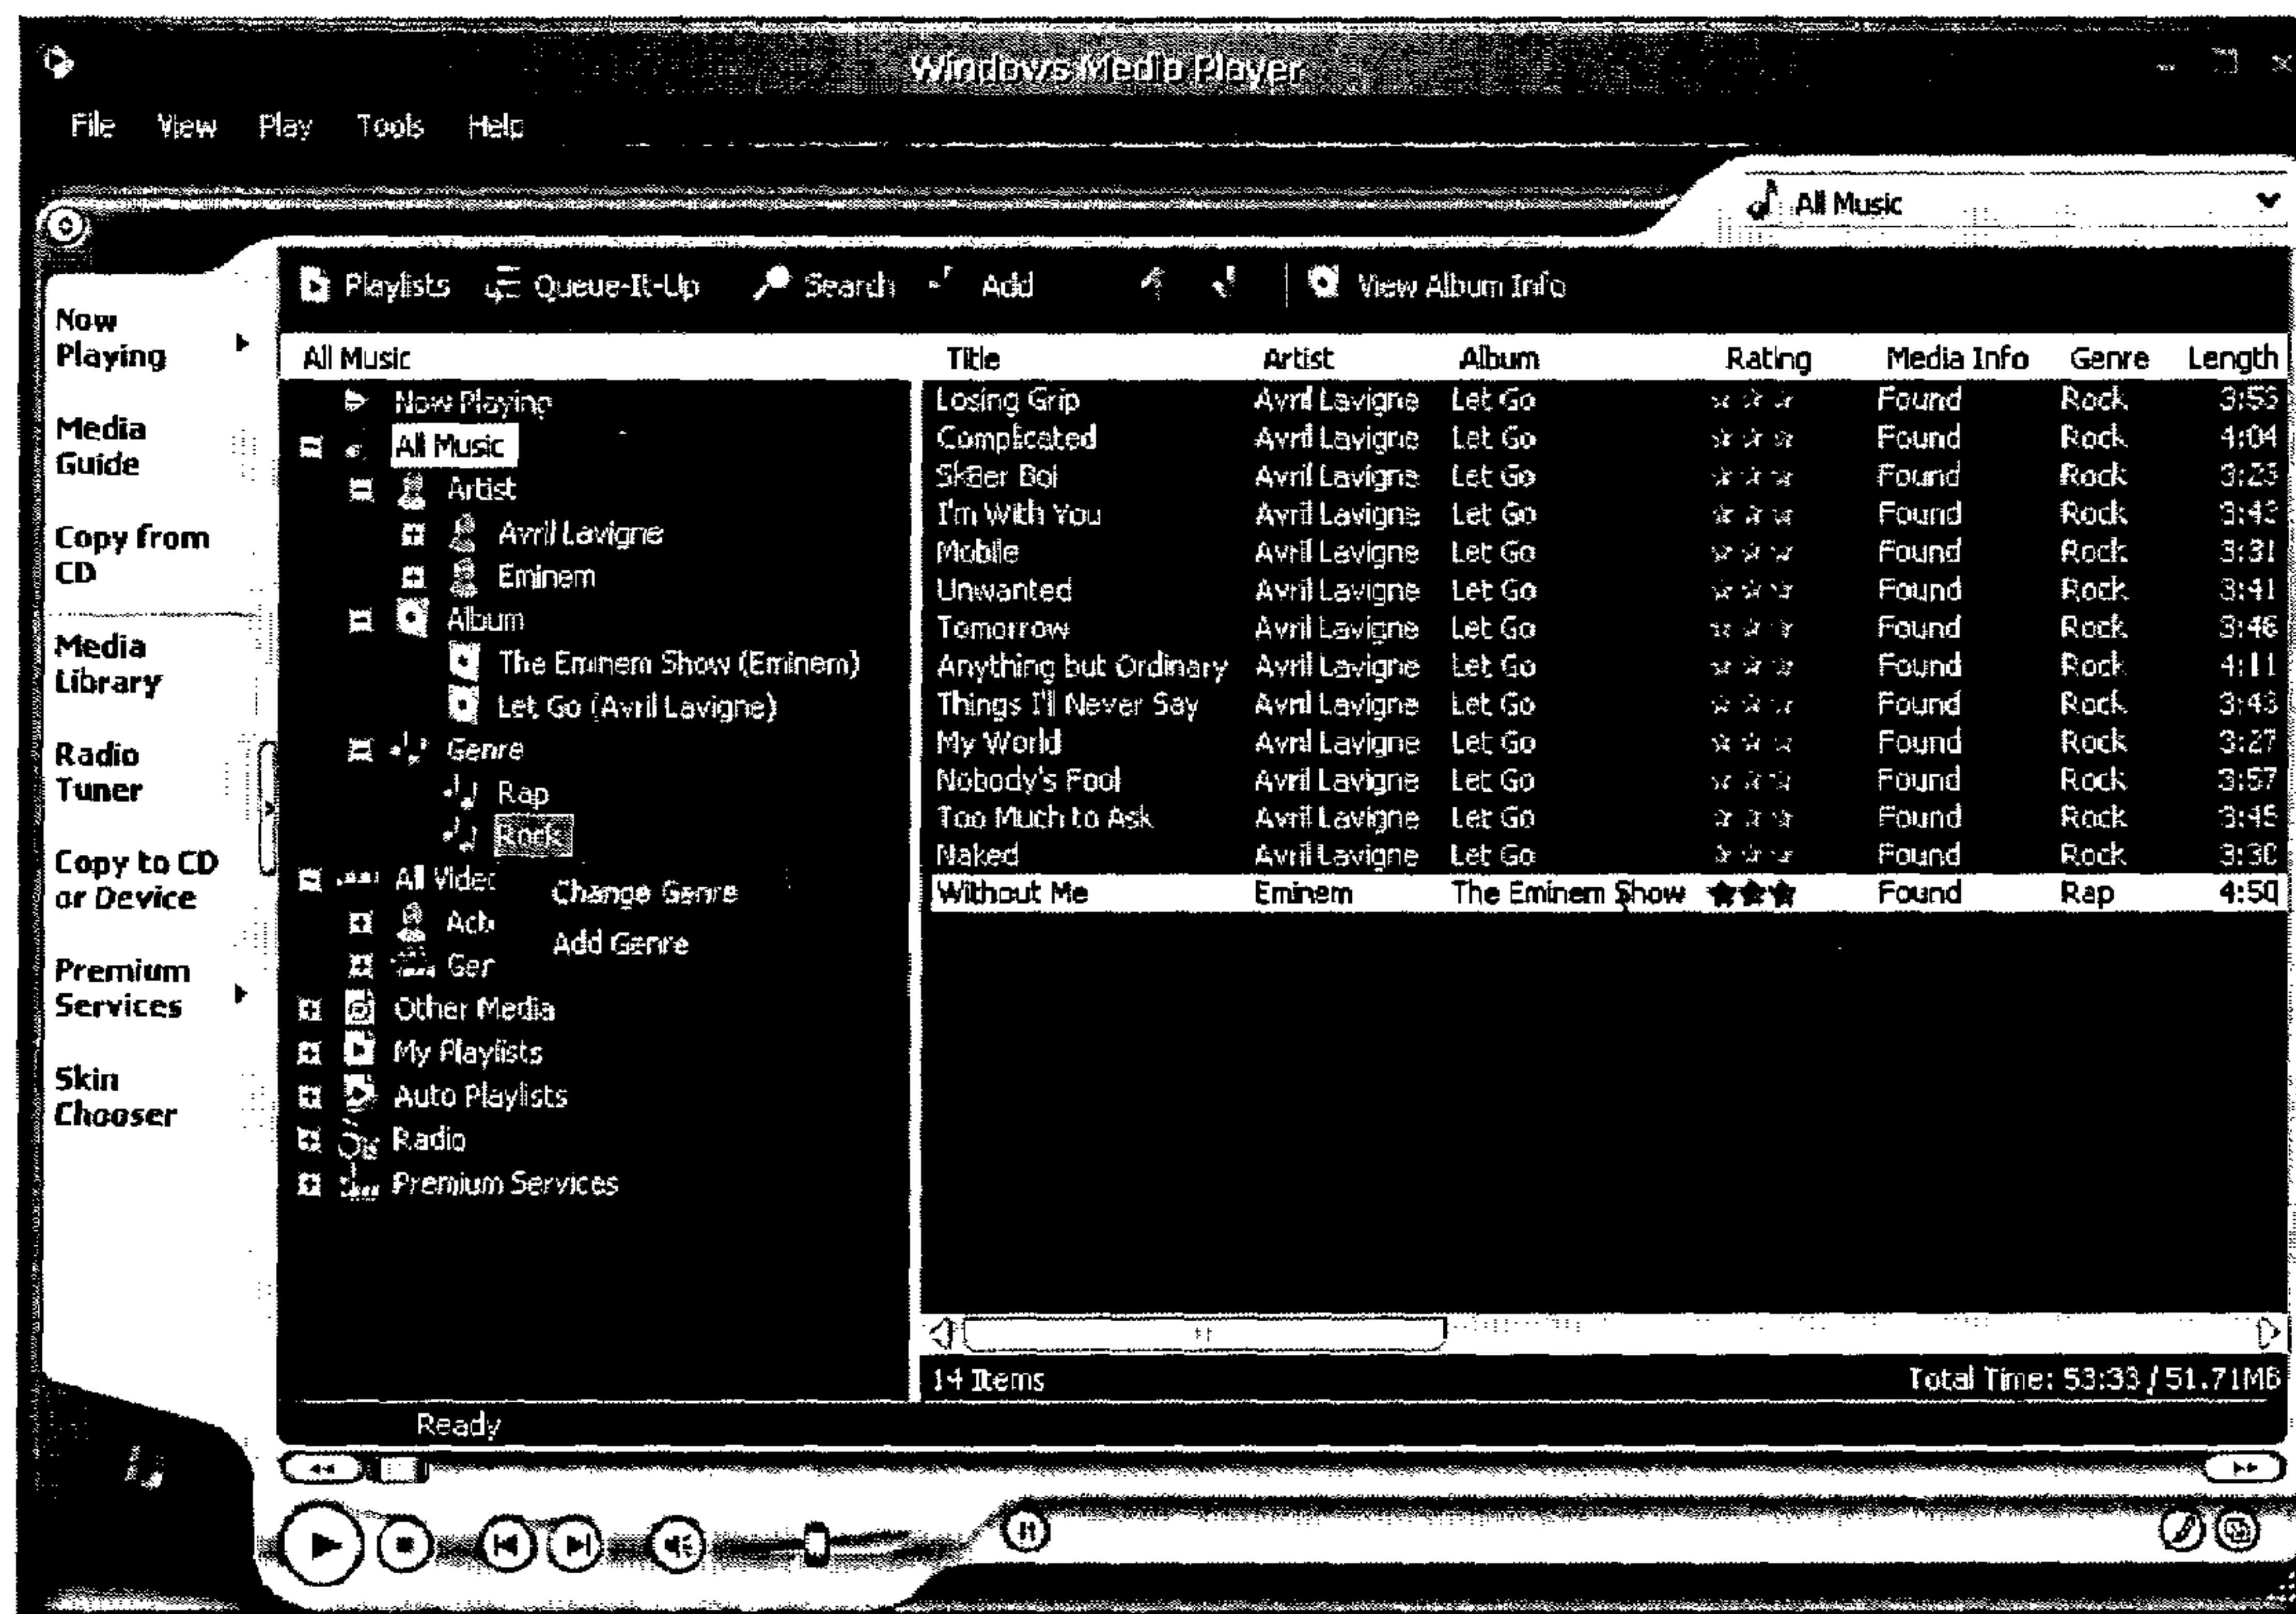 Windows Media Player
File View Play Tools Help
All Music
Playlists Queue-It-Up Search Add View Album Info
Now
Playing
Media
Guide
Copy from
CD
Media
Library
Radio
Tuner
Copy to CD
or Device
Premium
Services
Skin
Chooser
All Music
Now Playing
All Music
Artist
Avril Lavigne
Eminem
Album
The Eminem Show (Eminem)
Let Go (Avril Lavigne)
Genre
Rap
Rock
All Videc
Change Genre
Add Genre
Ger
Other Media
My Playlists
Auto Playlists
Radio
Premium Services
Title Artist Album Rating Media Info Genre Length
Losing Grip Avril Lavigne Let Go Found Rock
Complicated Avril Lavigne Let Go Found Rock 4:04
Sk8er Boi Avril Lavigne Let Go Found Rock 3:23
I'm With You Avril Lavigne Let Go Found Rock 3:43
Mobile Avril Lavigne Let Go Found Rock 3:31
Unwanted Avril Lavigne Let Go Found Rock 3:41
Tomorrow Avril Lavigne Let Go Found Rock 3:46
Anything but Ordinary Avril Lavigne Let Go Found Rock 4:11
Things I'll Never Say Avril Lavigne Let Go Found Rock 3:43
My World Avril Lavigne Let Go Found Rock 3:27
Nobody's Fool Avril Lavigne Let Go Found Rock 3:57
Too Much to Ask Avril Lavigne Let Go Found Rock 3:45
Naked Avril Lavigne Let Go Found Rock 3:30
Without Me Eminem The Eminem Show Found Rap 4:50
14 Items Total Time: 53:33 / 51.71MB
Ready